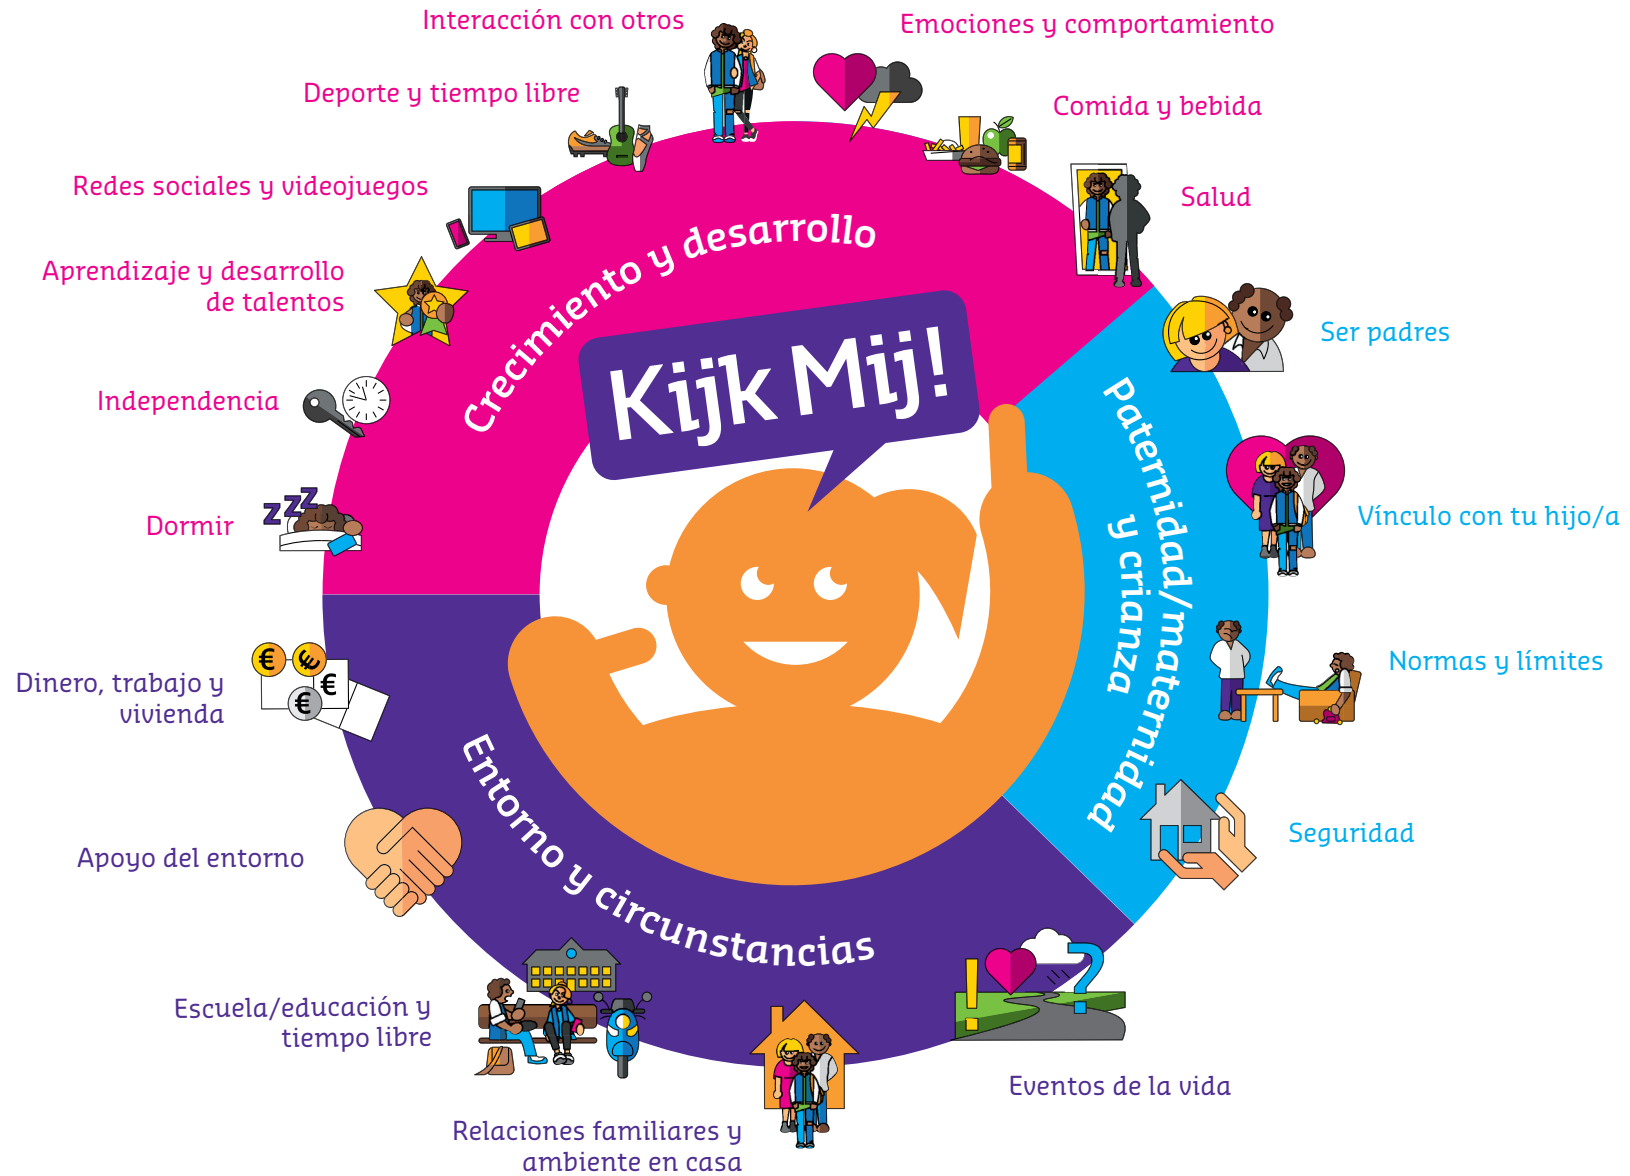 Interacción con otros
Emociones y comportamiento
Deporte y tiempo libre
Comida y bebida
Redes sociales y videojuegos
Salud
Aprendizaje y desarrollo
de talentos
Crecimiento y desarrollo
Kijk Mij!
Ser padres
Independencia
Paternidad/maternidad
y crianza
Vínculo con tu hijo/a
zzz
Dormir
Normas y límites
Dinero, trabajo y
vivienda
€ € € €
Entorno y circunstancias
Seguridad
Apoyo del entorno
! ?
Escuela/educación y
tiempo libre
Eventos de la vida
Relaciones familiares y
ambiente en casa